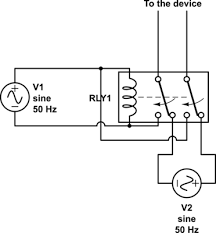 To the device
V1
sine
50 Hz
RLY1
V2
sine
50 Hz